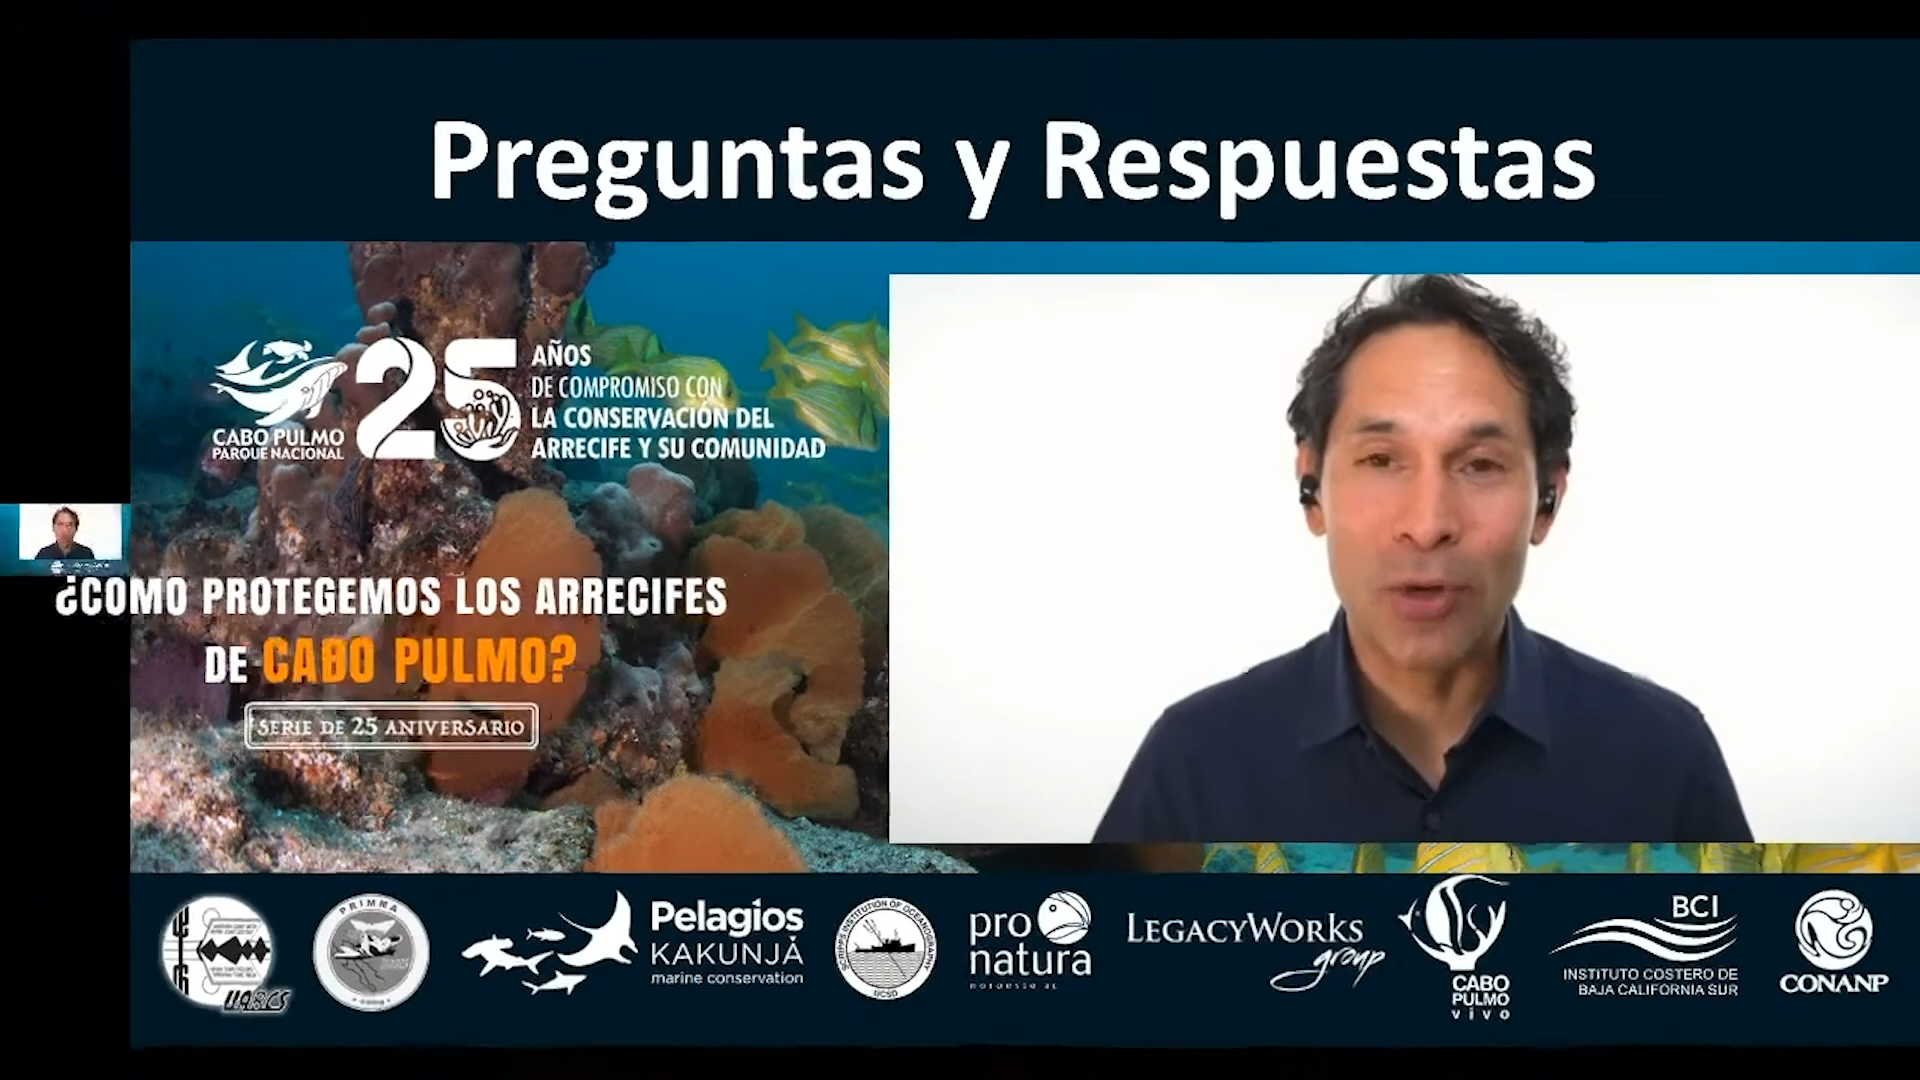 Preguntas y Respuestas
CABO PULMO
PARQUE NACIONAL
25
AÑOS
DE COMPROMISO CON
LA CONSERVACIÓN DEL
ARRECIFE Y SU COMUNIDAD
¿COMO PROTEGEMOS LOS ARRECIFES
DE CABO PULMO?
SERIE DE 25 ANIVERSARIO
UABCS
PRIMMA
Pelagios
KAKUNJÁ
marine conservation
SCRIPPS INSTITUTION OF OCEANOGRAPHY
UCSD
pro
natura
noroeste ac
LEGACYWORKS
group
CABO
PULMO
vivo
BCI
INSTITUTO COSTERO DE
BAJA CALIFORNIA SUR
CONANP